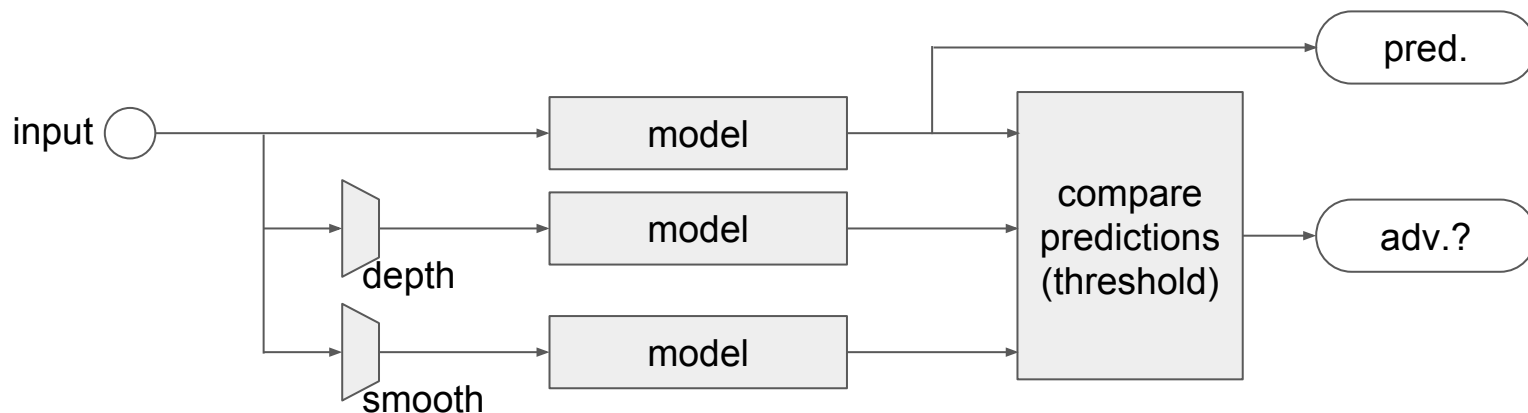 pred.
input
model
model
depth
model
smooth
compare
predictions
(threshold)
adv.?